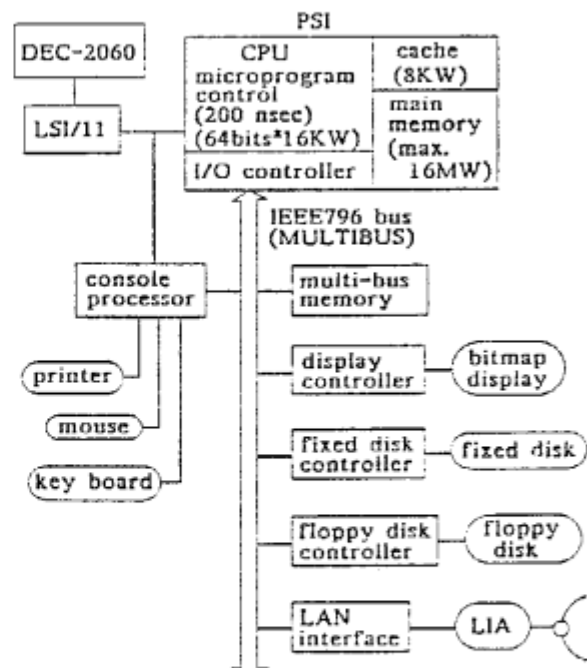 PSI
DEC-2060
LSI/11
CPU
microprogram
control
(200 nsec)
(64bits*16KW)
I/O controller
cache
(8KW)
main
memory
(max.
16MW)
IEEE796 bus
(MULTIBUS)
console
processor
printer
mouse
key board
multi-bus
memory
display
controller
bitmap
display
fixed disk
controller
fixed disk
floppy disk
controller
floppy
disk
LAN
interface
LIA